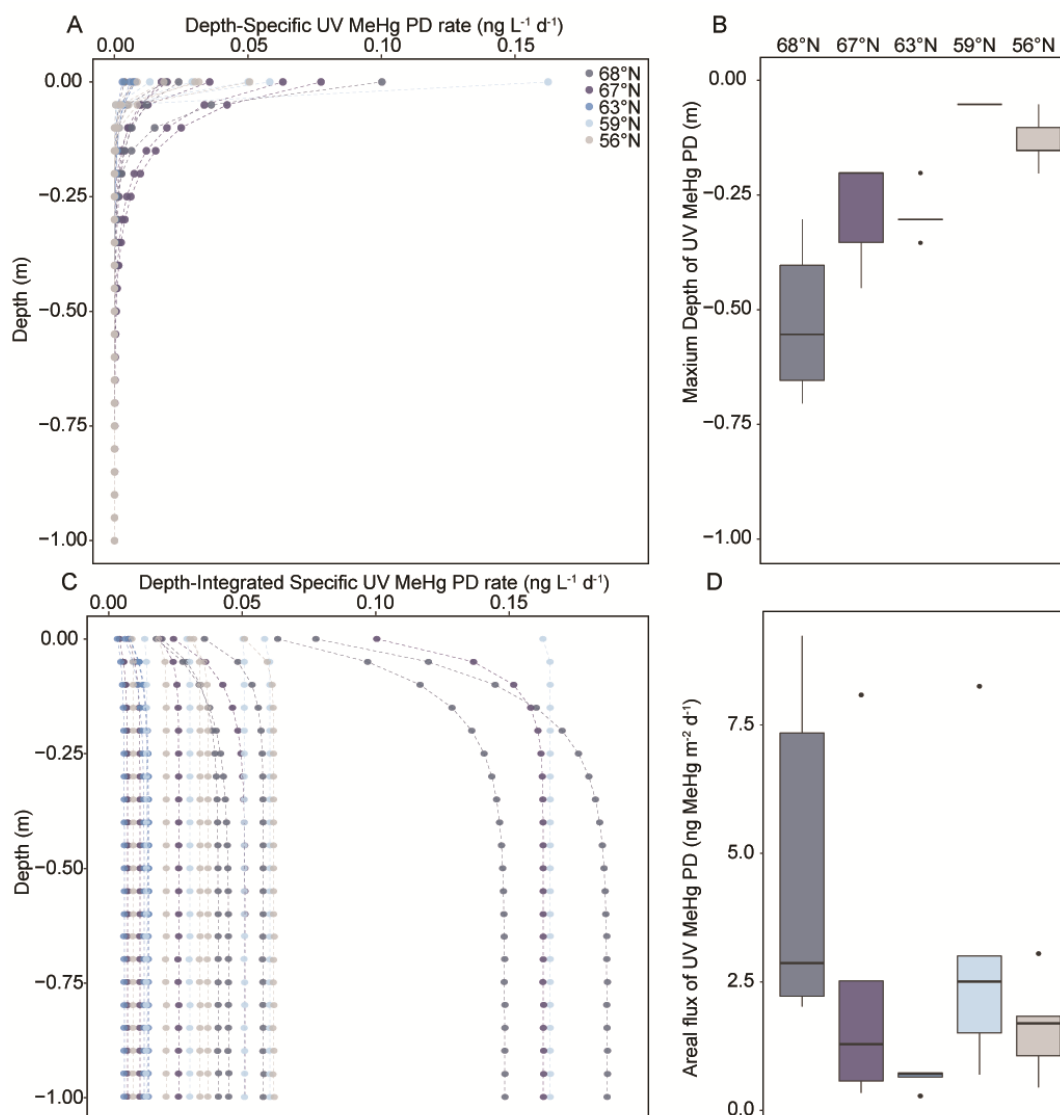 A
Depth-Specific UV MeHg PD rate (ng L⁻¹ d⁻¹)
0.00 0.05 0.10 0.15
0.00
−0.25
−0.50
−0.75
−1.00
Depth (m)
68°N
67°N
63°N
59°N
56°N
B
68°N 67°N 63°N 59°N 56°N
0.00
−0.25
−0.50
−0.75
−1.00
Maxium Depth of UV MeHg PD (m)
C
Depth-Integrated Specific UV MeHg PD rate (ng L⁻¹ d⁻¹)
0.00 0.05 0.10 0.15
0.00
−0.25
−0.50
−0.75
−1.00
Depth (m)
D
7.5
5.0
2.5
0.0
Areal flux of UV MeHg PD (ng MeHg m⁻² d⁻¹)